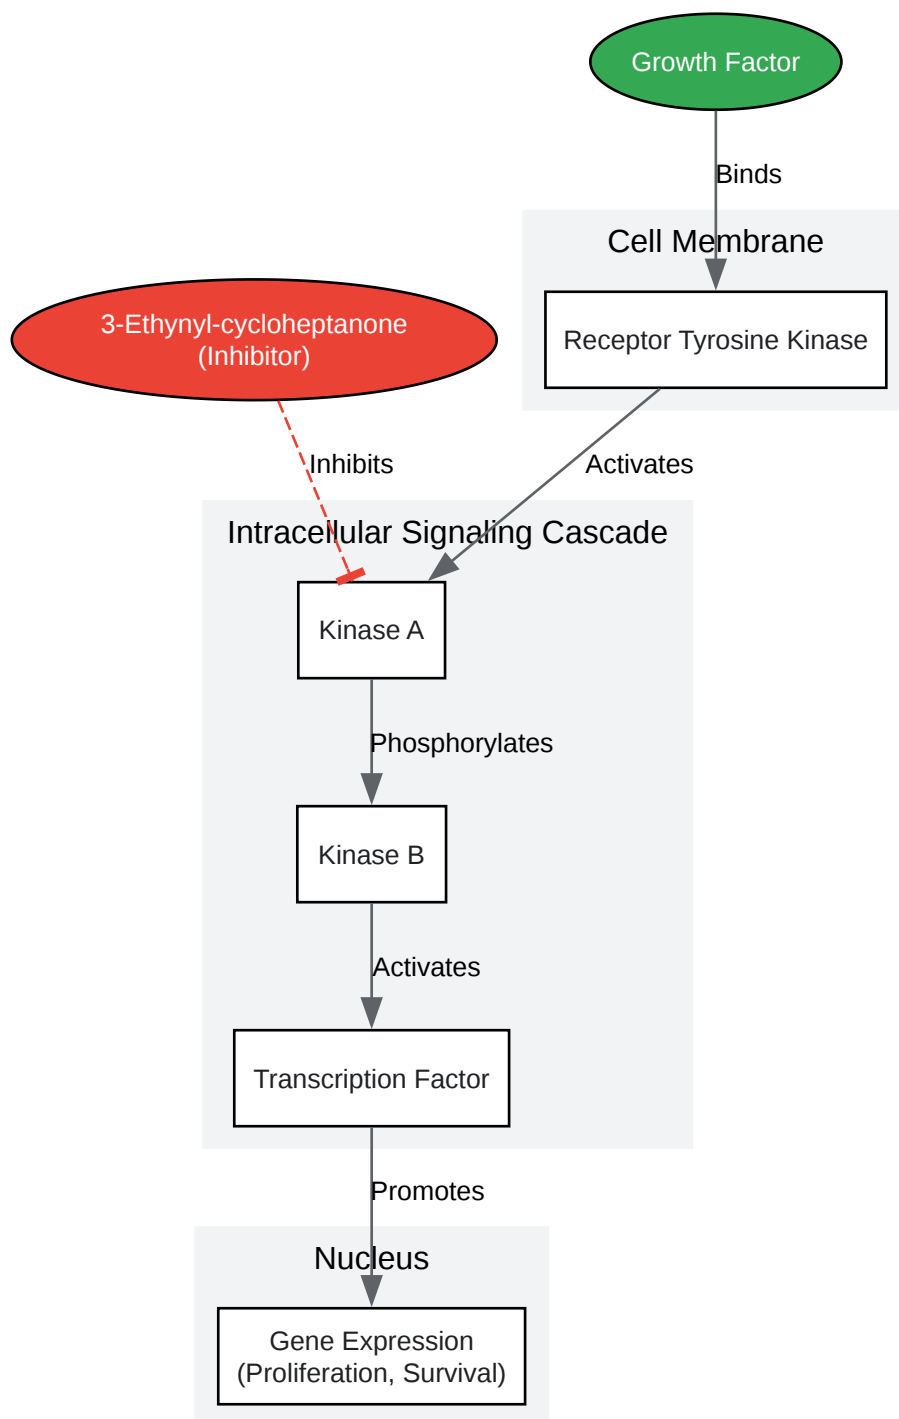 Growth Factor
Binds
Cell Membrane
Receptor Tyrosine Kinase
3-Ethynyl-cycloheptanone
(Inhibitor)
Inhibits
Activates
Intracellular Signaling Cascade
Kinase A
Phosphorylates
Kinase B
Activates
Transcription Factor
Promotes
Nucleus
Gene Expression
(Proliferation, Survival)